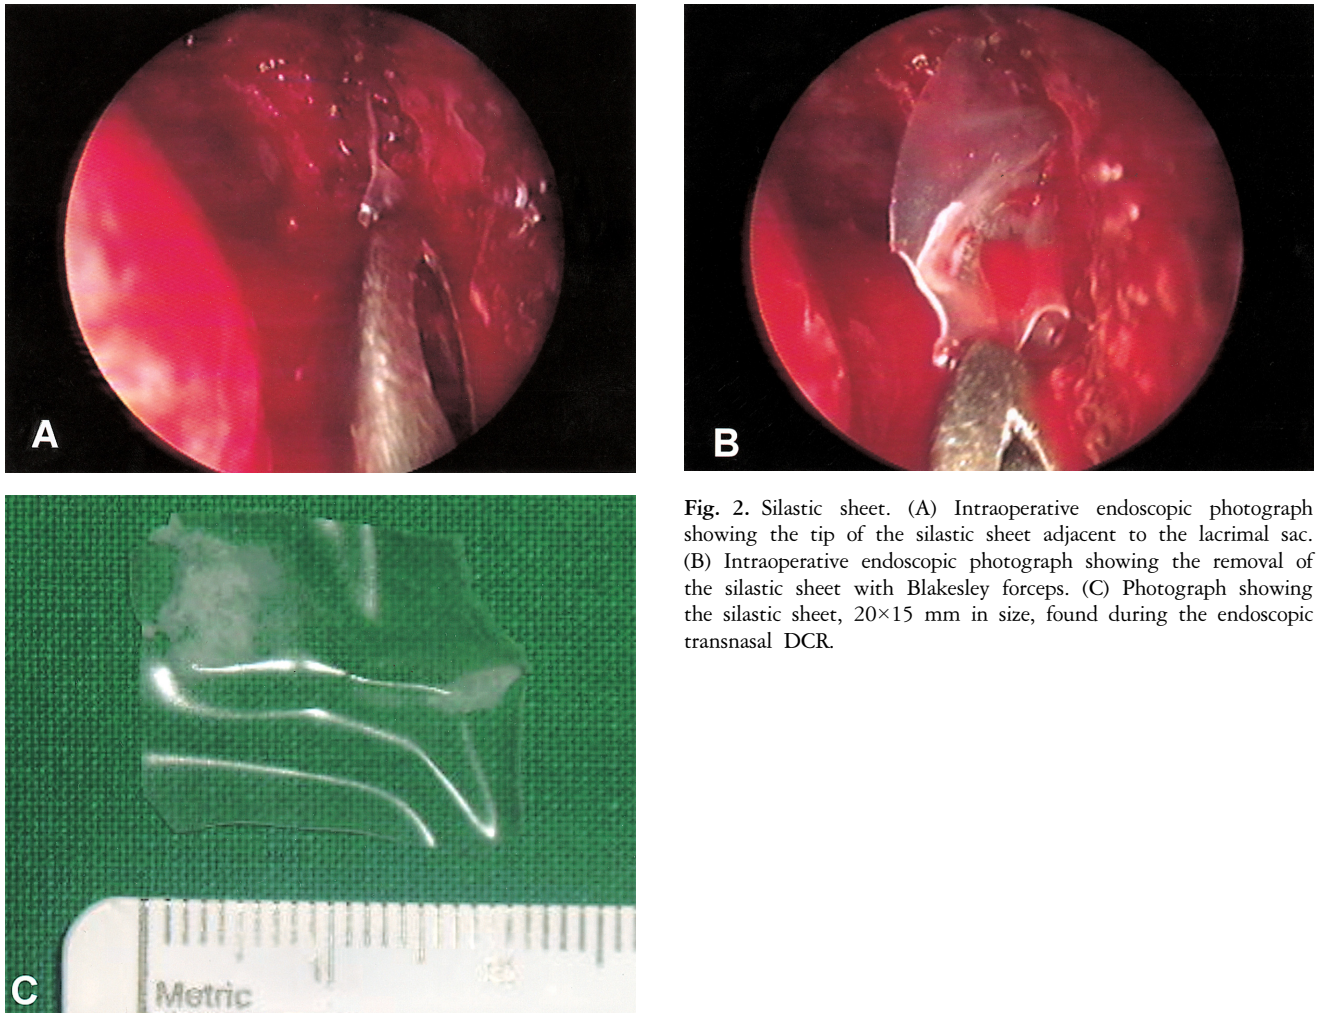 A
B
Fig. 2. Silastic sheet. (A) Intraoperative endoscopic photograph
showing the tip of the silastic sheet adjacent to the lacrimal sac.
(B) Intraoperative endoscopic photograph showing the removal of
the silastic sheet with Blakesley forceps. (C) Photograph showing
the silastic sheet, 20×15 mm in size, found during the endoscopic
transnasal DCR.
Metric
C